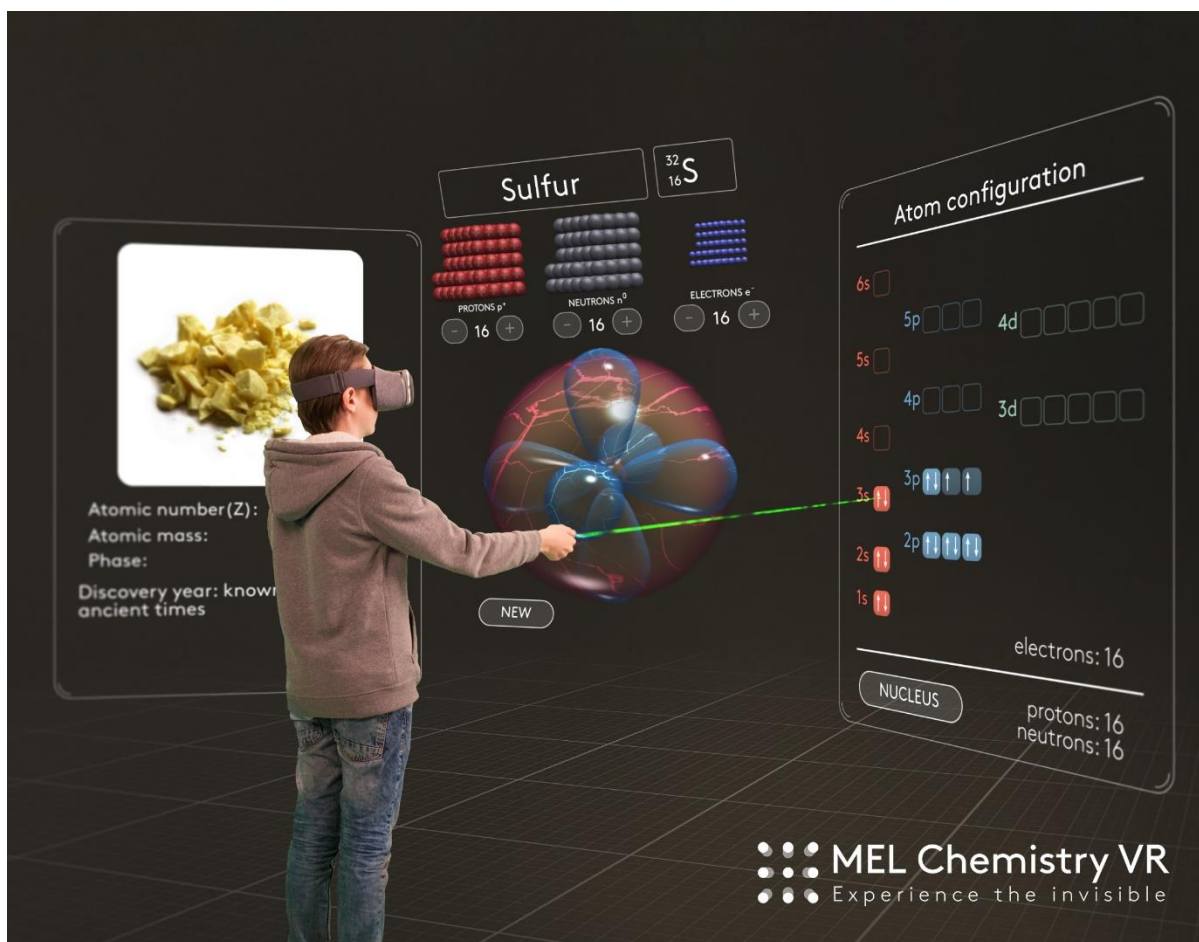 Sulfur
32
16 S
PROTONS p⁺
NEUTRONS n⁰
ELECTRONS e⁻
- 16 +
- 16 +
- 16 +
Atomic number(Z):
Atomic mass:
Phase:
Discovery year: known
ancient times
NEW
Atom configuration
6s
5p
4d
5s
4p
3d
4s
3p
3s
2p
2s
1s
electrons: 16
NUCLEUS
protons: 16
neutrons: 16
MEL Chemistry VR
Experience the invisible